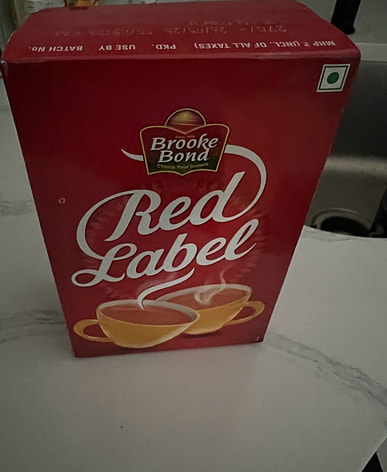 MRP ₹ (INCL. OF ALL TAXES) PKD. USE BY BATCH No.
Brooke
Bond
Red
Label